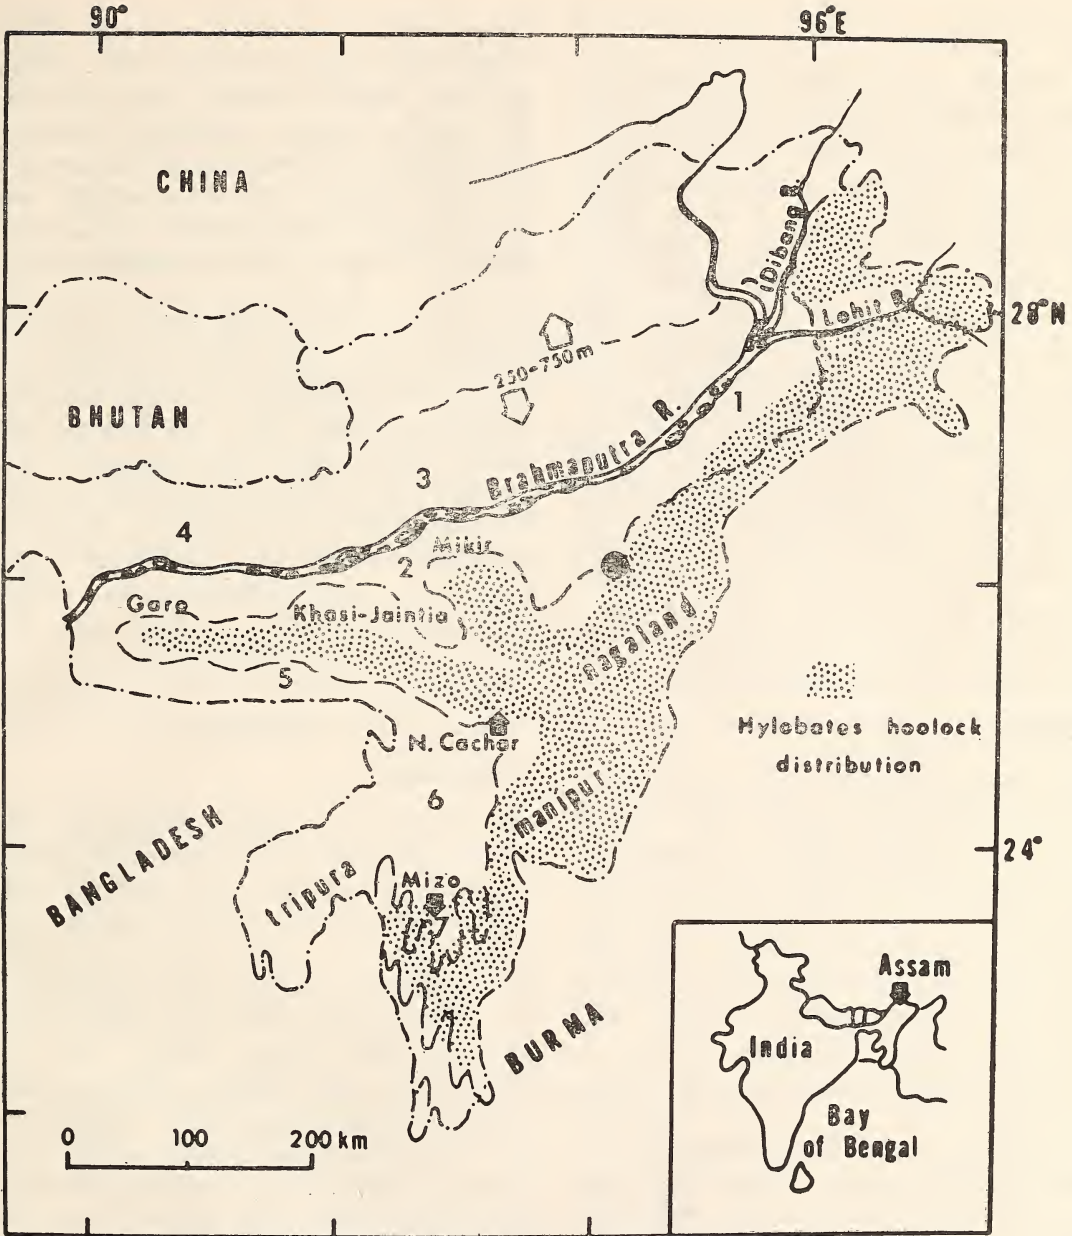 90°
96°E
CHINA
Dibang R.
Lohit R.
28°N
250-750m
BHUTAN
1
Brahmaputra R.
3
4
Mikir
2
Garo
Khasi-Jaintia
nagaland
5
Hylobates hoolock
distribution
N. Cachar
6
manipur
24°
BANGLADESH
tripura
Mizo
7
Assam
BURMA
India
0 100 200 km
Bay
of Bengal